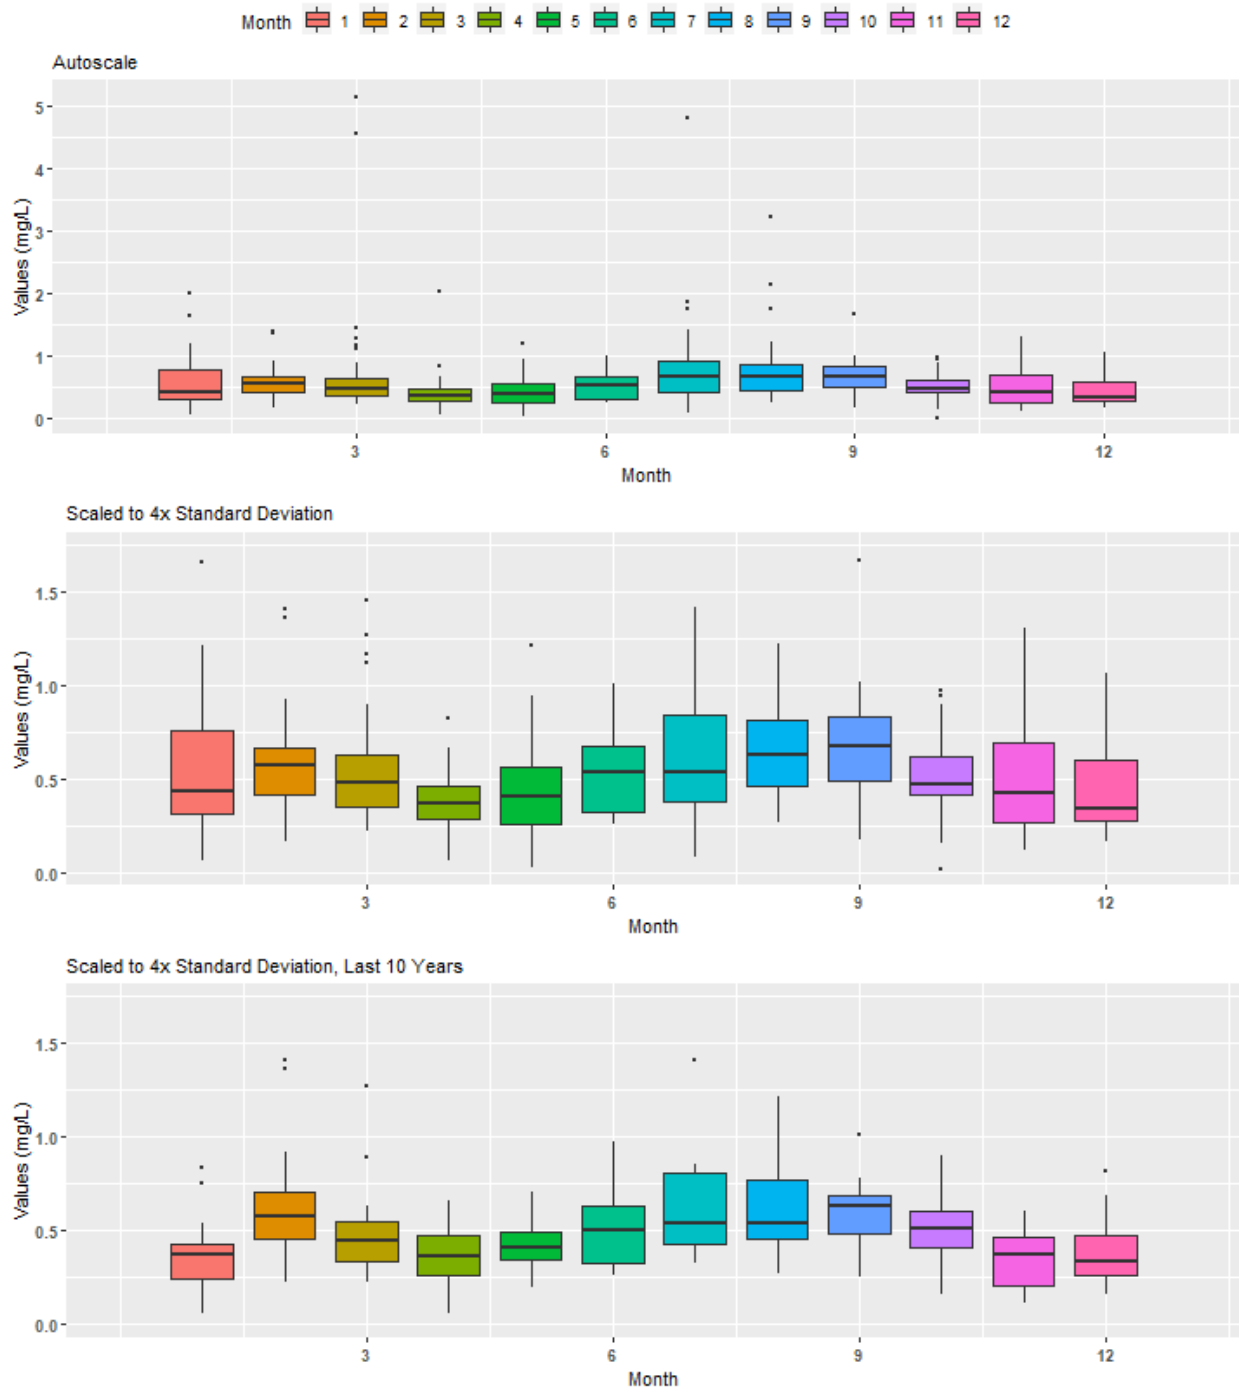 Month 1 2 3 4 5 6 7 8 9 10 11 12
Autoscale
Values (mg/L)
5
4
3
2
1
0
3 6 9 12
Month
Scaled to 4x Standard Deviation
Values (mg/L)
1.5
1.0
0.5
0.0
3 6 9 12
Month
Scaled to 4x Standard Deviation, Last 10 Years
Values (mg/L)
1.5
1.0
0.5
0.0
3 6 9 12
Month